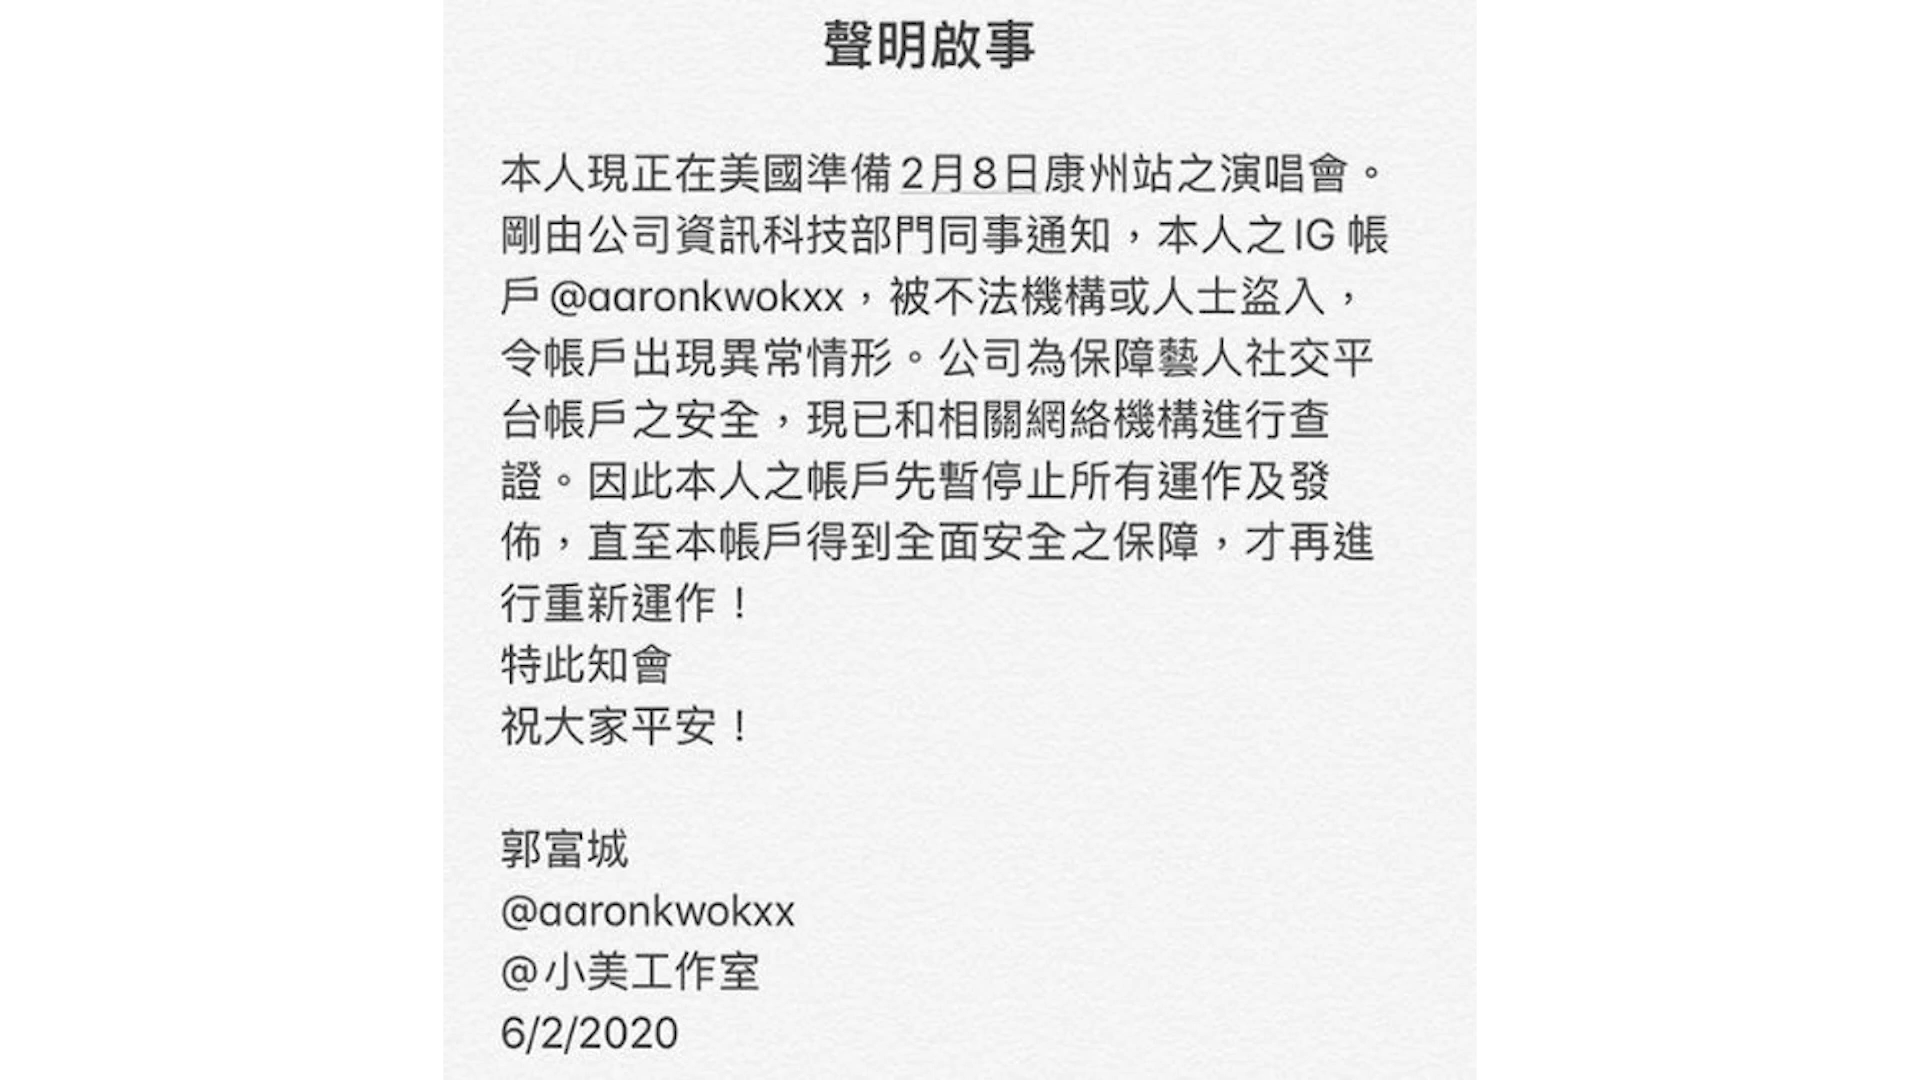 聲明啟事
本人現正在美國準備2月8日康州站之演唱會。
剛由公司資訊科技部門同事通知，本人之IG 帳
戶@aaronkwokxx，被不法機構或人士盜入，
令帳戶出現異常情形。公司為保障藝人社交平
台帳戶之安全，現已和相關網絡機構進行查
證。因此本人之帳戶先暫停止所有運作及發
佈，直至本帳戶得到全面安全之保障，才再進
行重新運作！
特此知會
祝大家平安！
郭富城
@aaronkwokxx
@小美工作室
6/2/2020